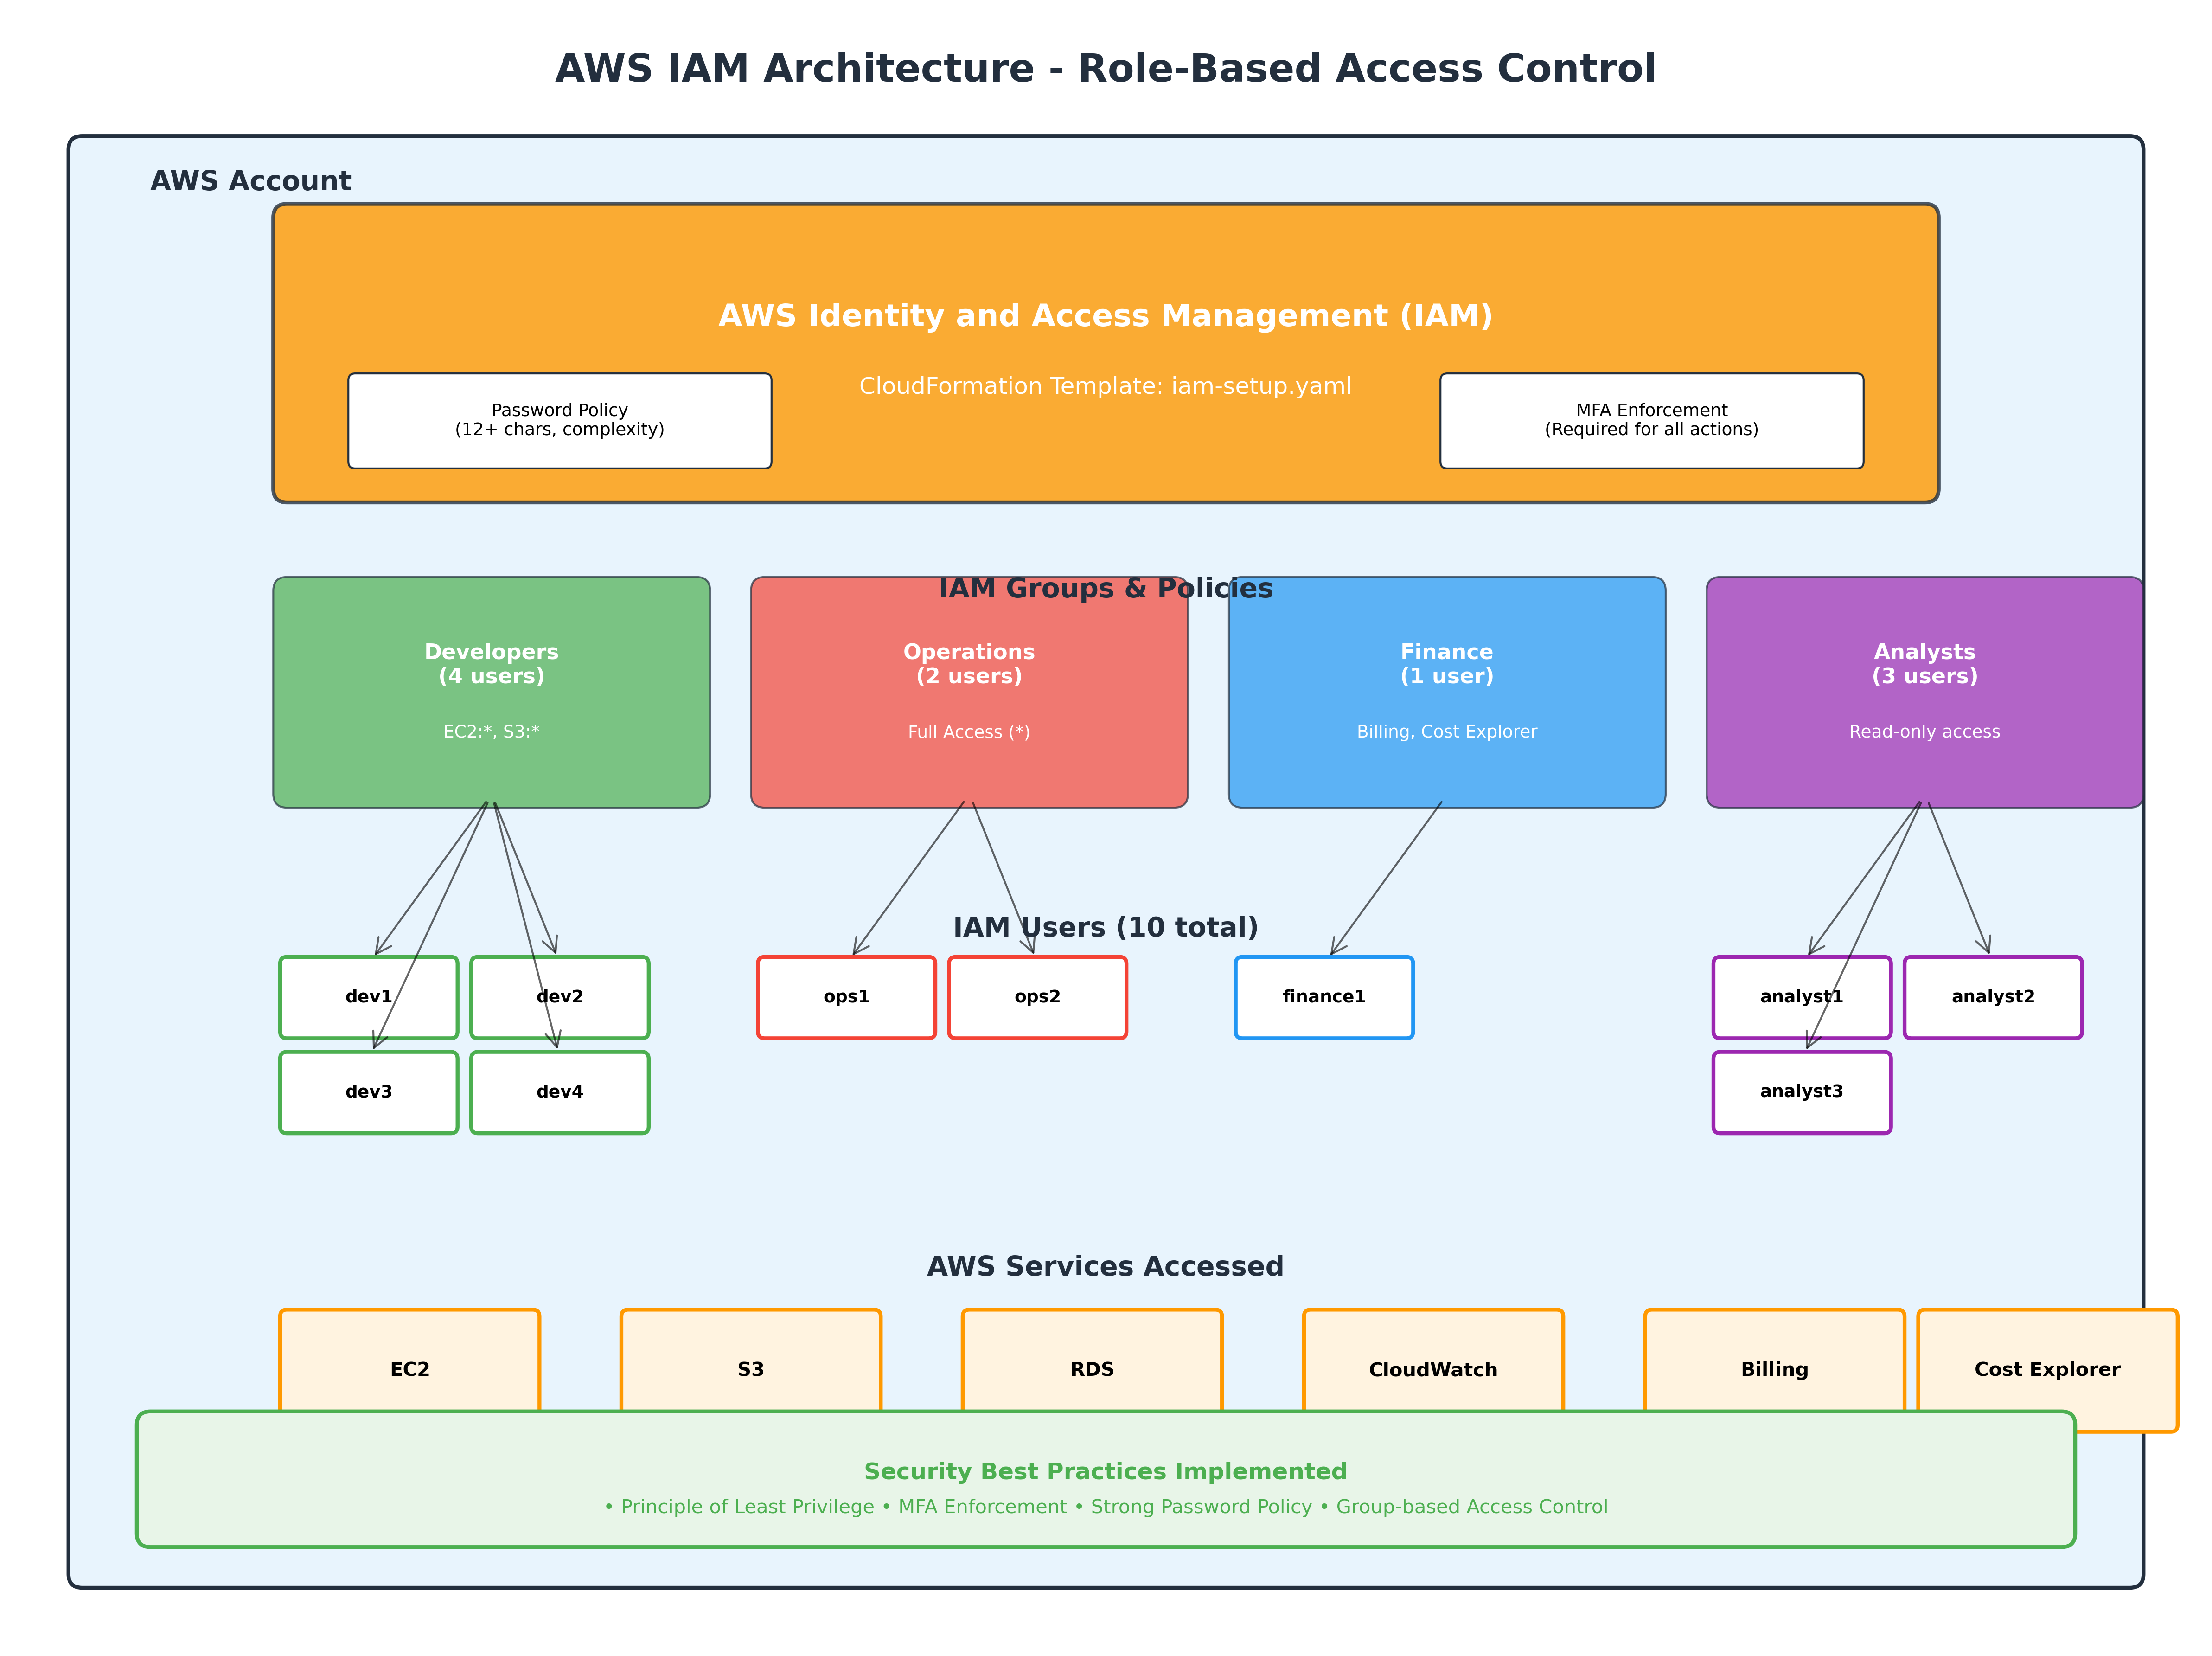 AWS IAM Architecture - Role-Based Access Control
AWS Account
AWS Identity and Access Management (IAM)
CloudFormation Template: iam-setup.yaml
Password Policy
(12+ chars, complexity)
MFA Enforcement
(Required for all actions)
IAM Groups & Policies
Developers
(4 users)
EC2:*, S3:*
Operations
(2 users)
Full Access (*)
Finance
(1 user)
Billing, Cost Explorer
Analysts
(3 users)
Read-only access
IAM Users (10 total)
dev1
dev2
ops1
ops2
finance1
analyst1
analyst2
dev3
dev4
analyst3
AWS Services Accessed
EC2
S3
RDS
CloudWatch
Billing
Cost Explorer
Security Best Practices Implemented
• Principle of Least Privilege • MFA Enforcement • Strong Password Policy • Group-based Access Control